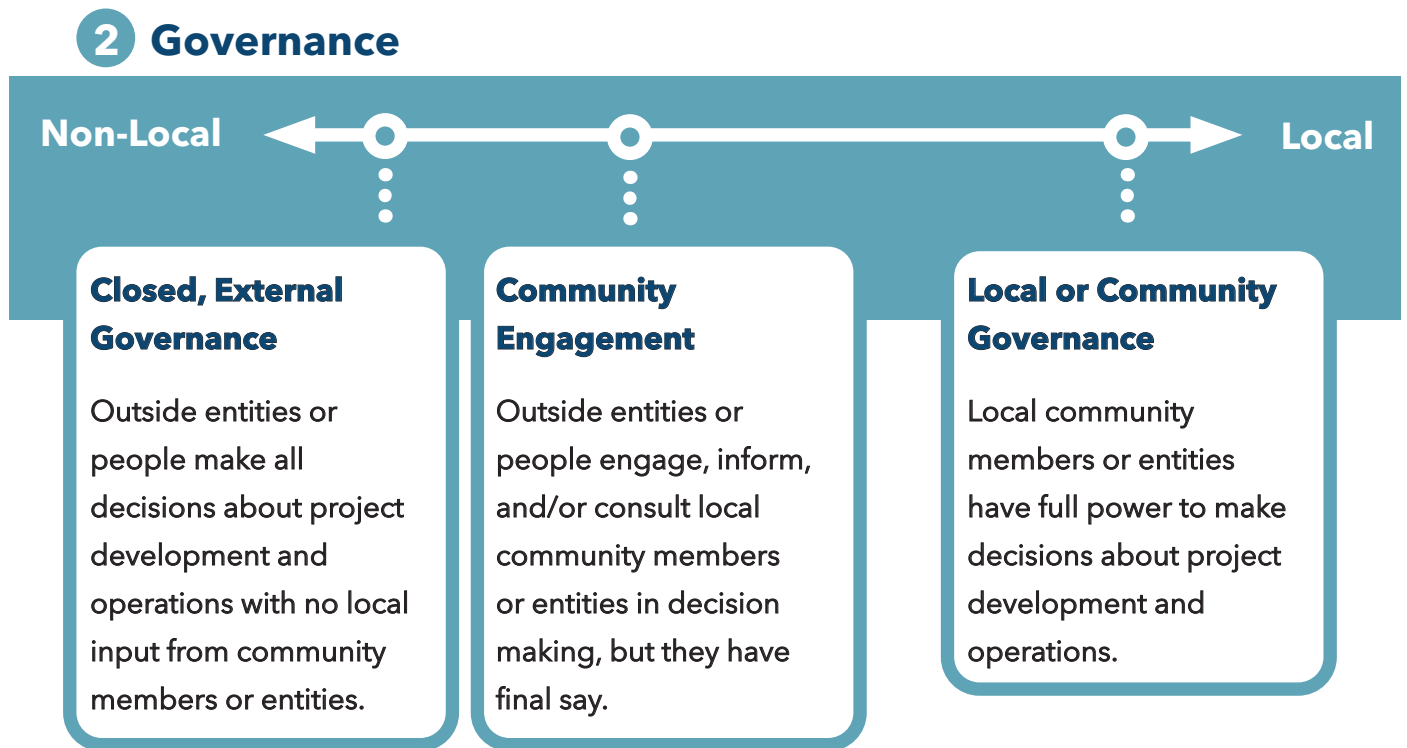 2 Governance
Non-Local
Local
Closed, External
Governance
Outside entities or
people make all
decisions about project
development and
operations with no local
input from community
members or entities.
Community
Engagement
Outside entities or
people engage, inform,
and/or consult local
community members
or entities in decision
making, but they have
final say.
Local or Community
Governance
Local community
members or entities
have full power to make
decisions about project
development and
operations.